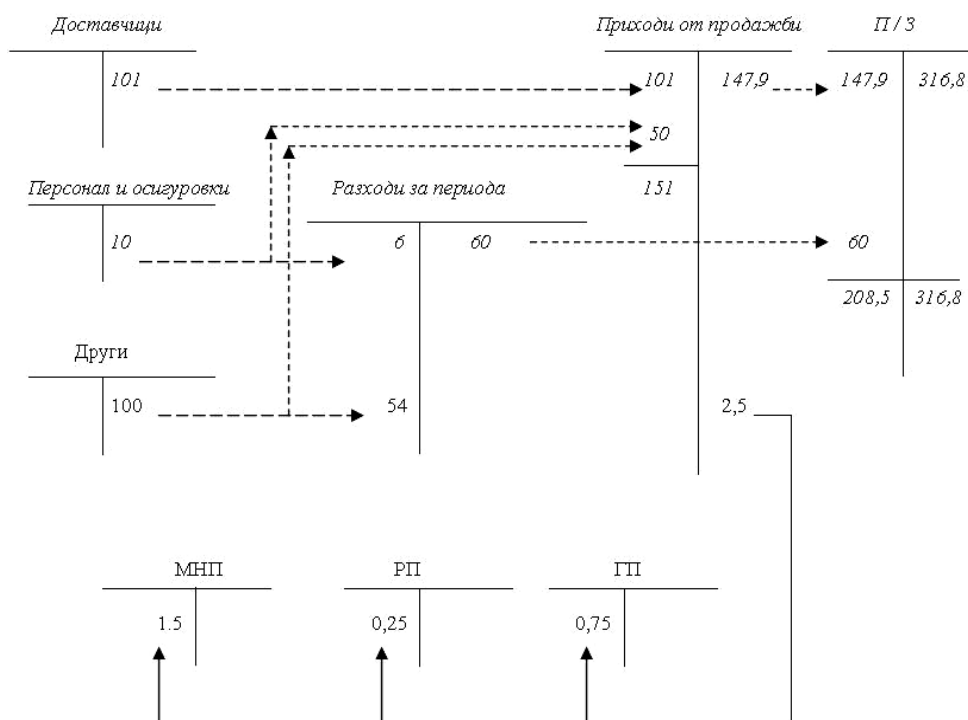 Доставчици Приходи от продажби П / З
101 101 147,9 147,9 316,8
50
Персонал и осигуровки Разходи за периода 151
10 6 60 60
208,5 316,8
Други
100 54 2,5
МНП РП ГП
1.5 0,25 0,75